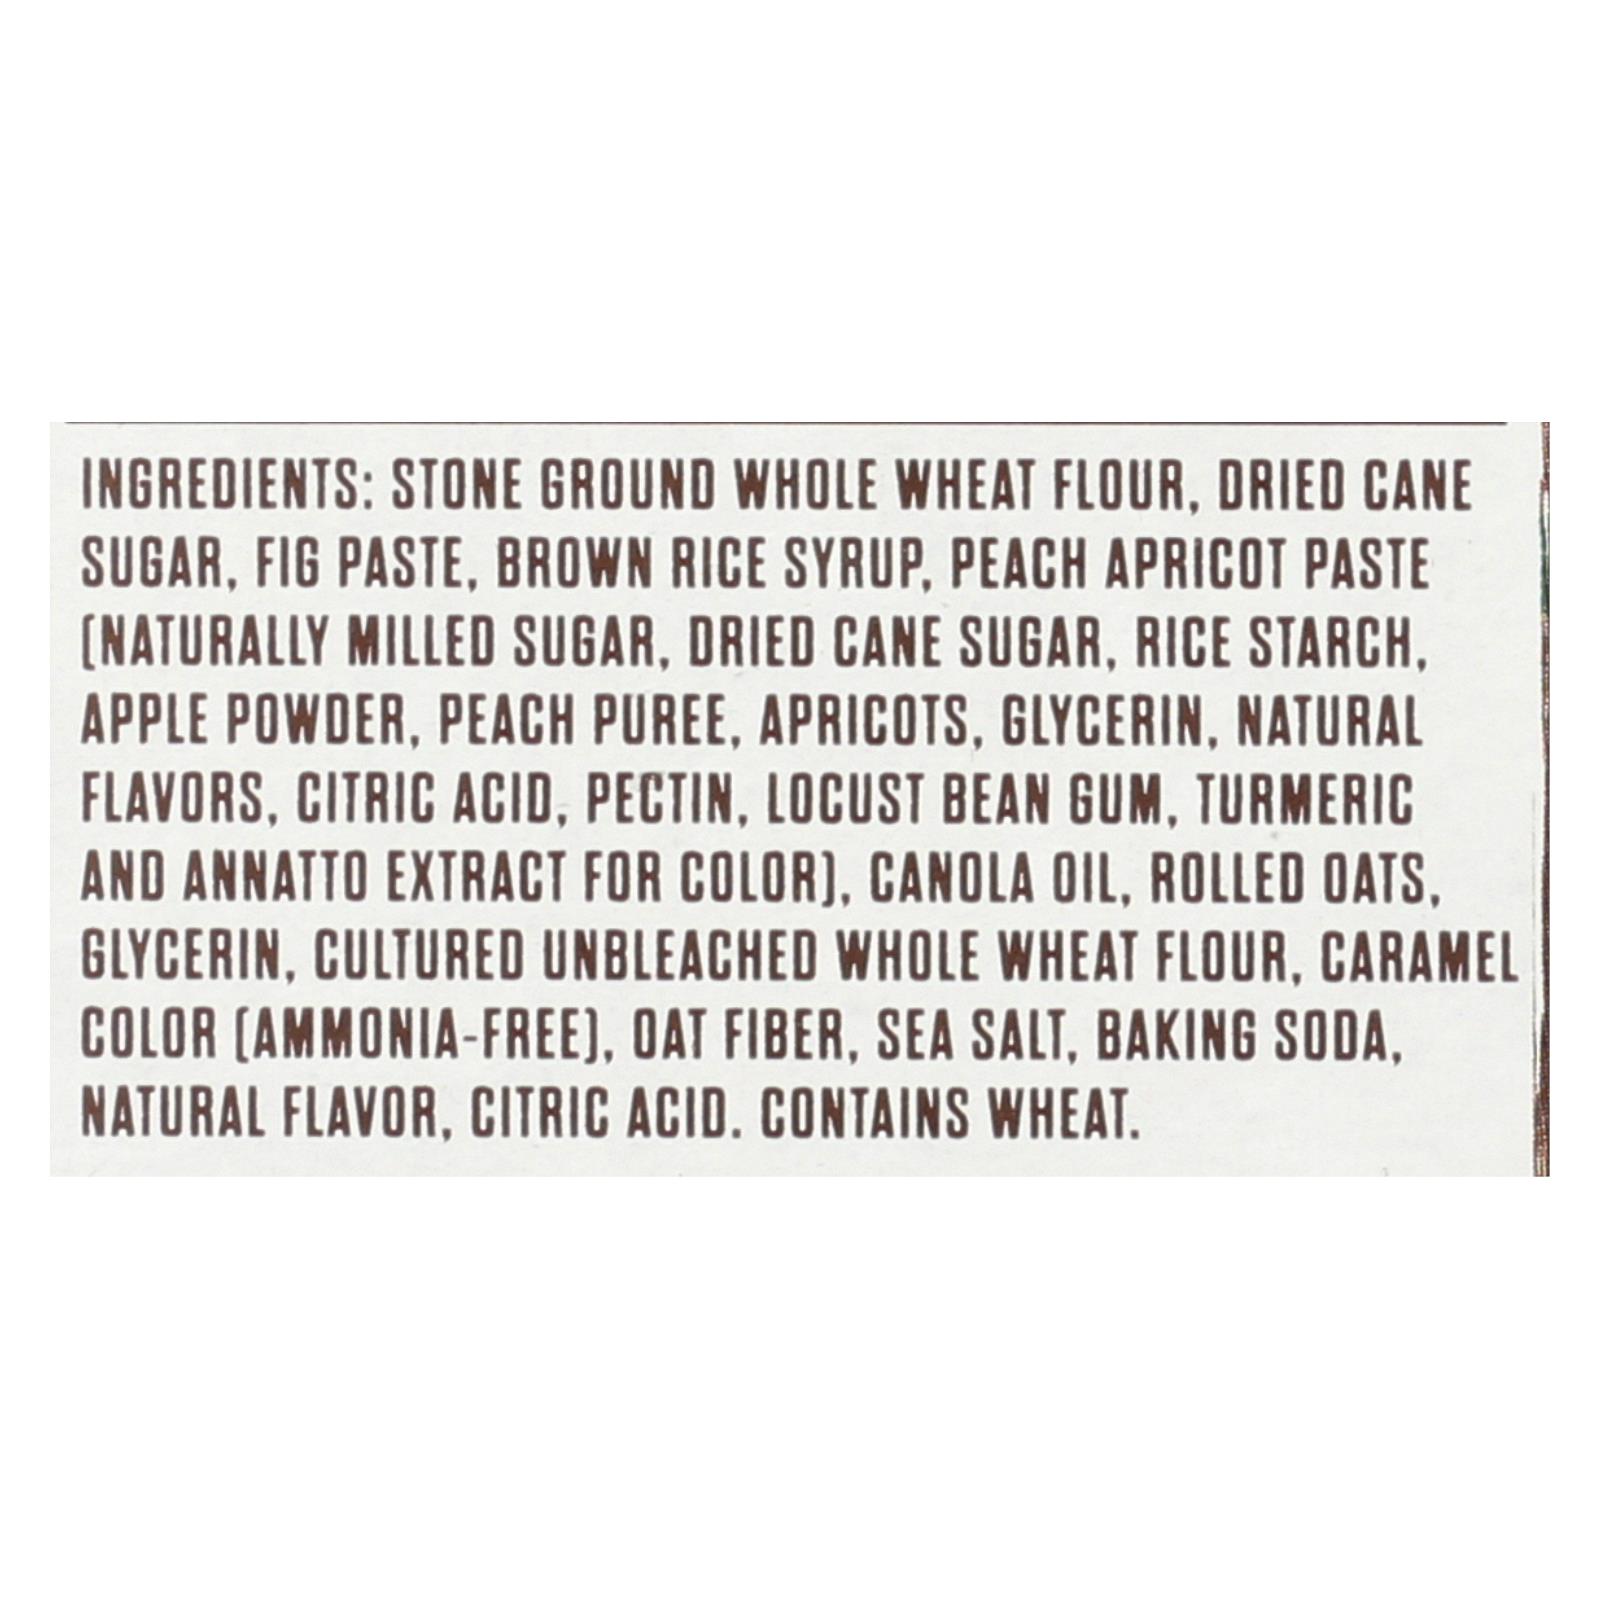 INGREDIENTS: STONE GROUND WHOLE WHEAT FLOUR, DRIED CANE
SUGAR, FIG PASTE, BROWN RICE SYRUP, PEACH APRICOT PASTE
(NATURALLY MILLED SUGAR, DRIED CANE SUGAR, RICE STARCH,
APPLE POWDER, PEACH PUREE, APRICOTS, GLYCERIN, NATURAL
FLAVORS, CITRIC ACID, PECTIN, LOCUST BEAN GUM, TURMERIC
AND ANNATTO EXTRACT FOR COLOR), CANOLA OIL, ROLLED OATS,
GLYCERIN, CULTURED UNBLEACHED WHOLE WHEAT FLOUR, CARAMEL
COLOR (AMMONIA-FREE), OAT FIBER, SEA SALT, BAKING SODA,
NATURAL FLAVOR, CITRIC ACID. CONTAINS WHEAT.